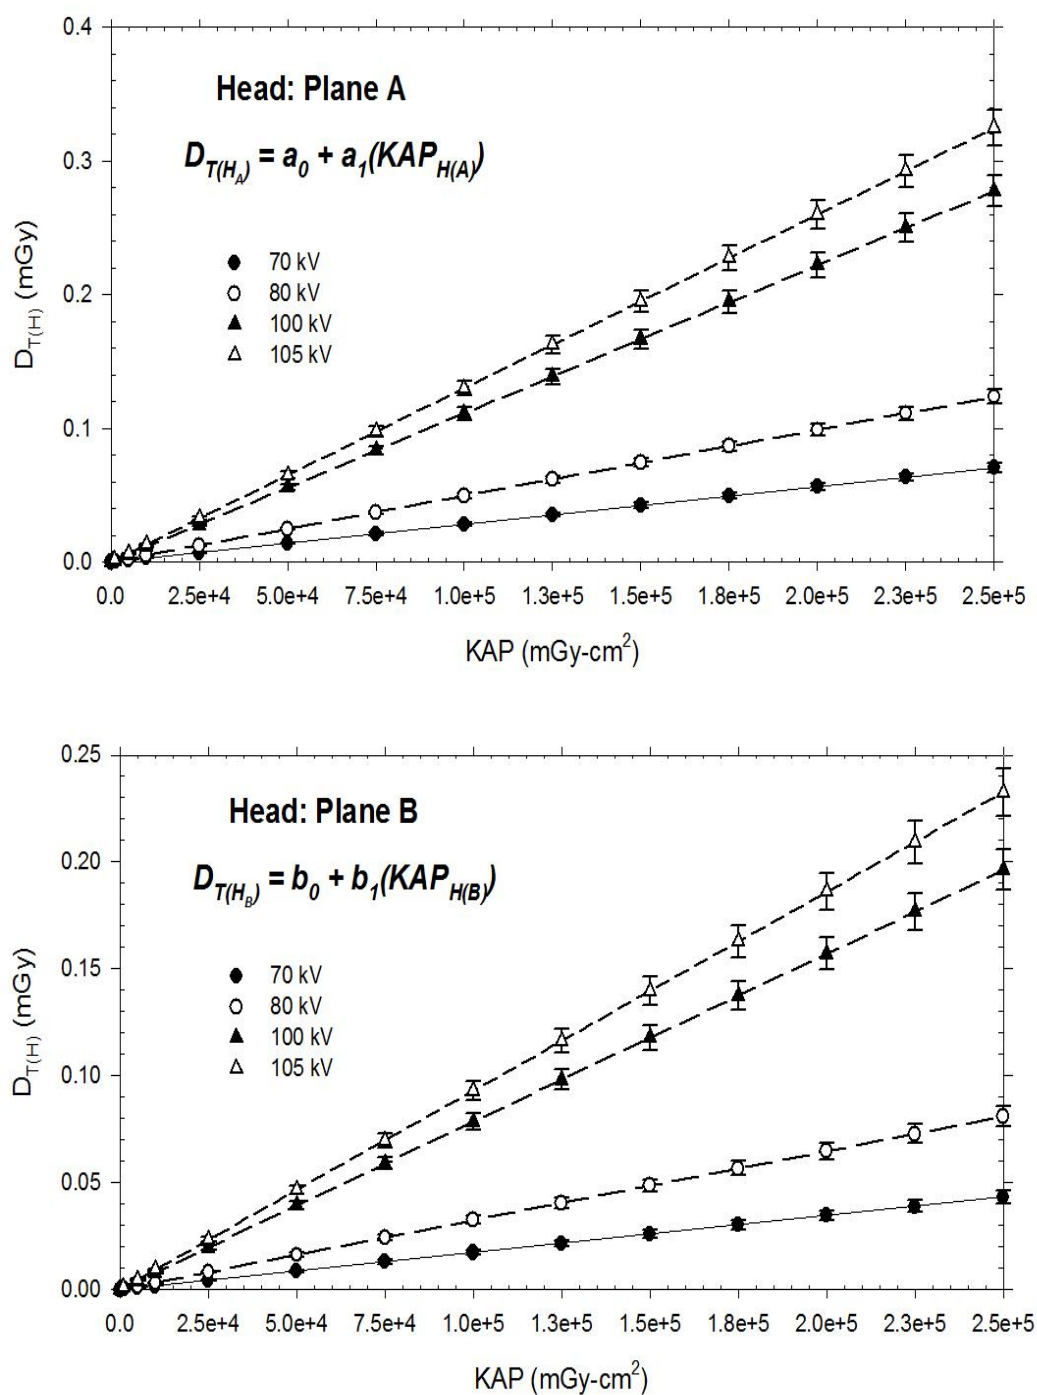 0.4
Head: Plane A
D_T(H_A) = a_0 + a_1(KAP_H(A))
0.3
70 kV
80 kV
0.2
100 kV
105 kV
D_T(H) (mGy)
0.1
0.0
0.0 2.5e+4 5.0e+4 7.5e+4 1.0e+5 1.3e+5 1.5e+5 1.8e+5 2.0e+5 2.3e+5 2.5e+5
KAP (mGy-cm²)
0.25
Head: Plane B
0.20
D_T(H_B) = b_0 + b_1(KAP_H(B))
70 kV
0.15
80 kV
100 kV
105 kV
D_T(H) (mGy)
0.10
0.05
0.00
0.0 2.5e+4 5.0e+4 7.5e+4 1.0e+5 1.3e+5 1.5e+5 1.8e+5 2.0e+5 2.3e+5 2.5e+5
KAP (mGy-cm²)